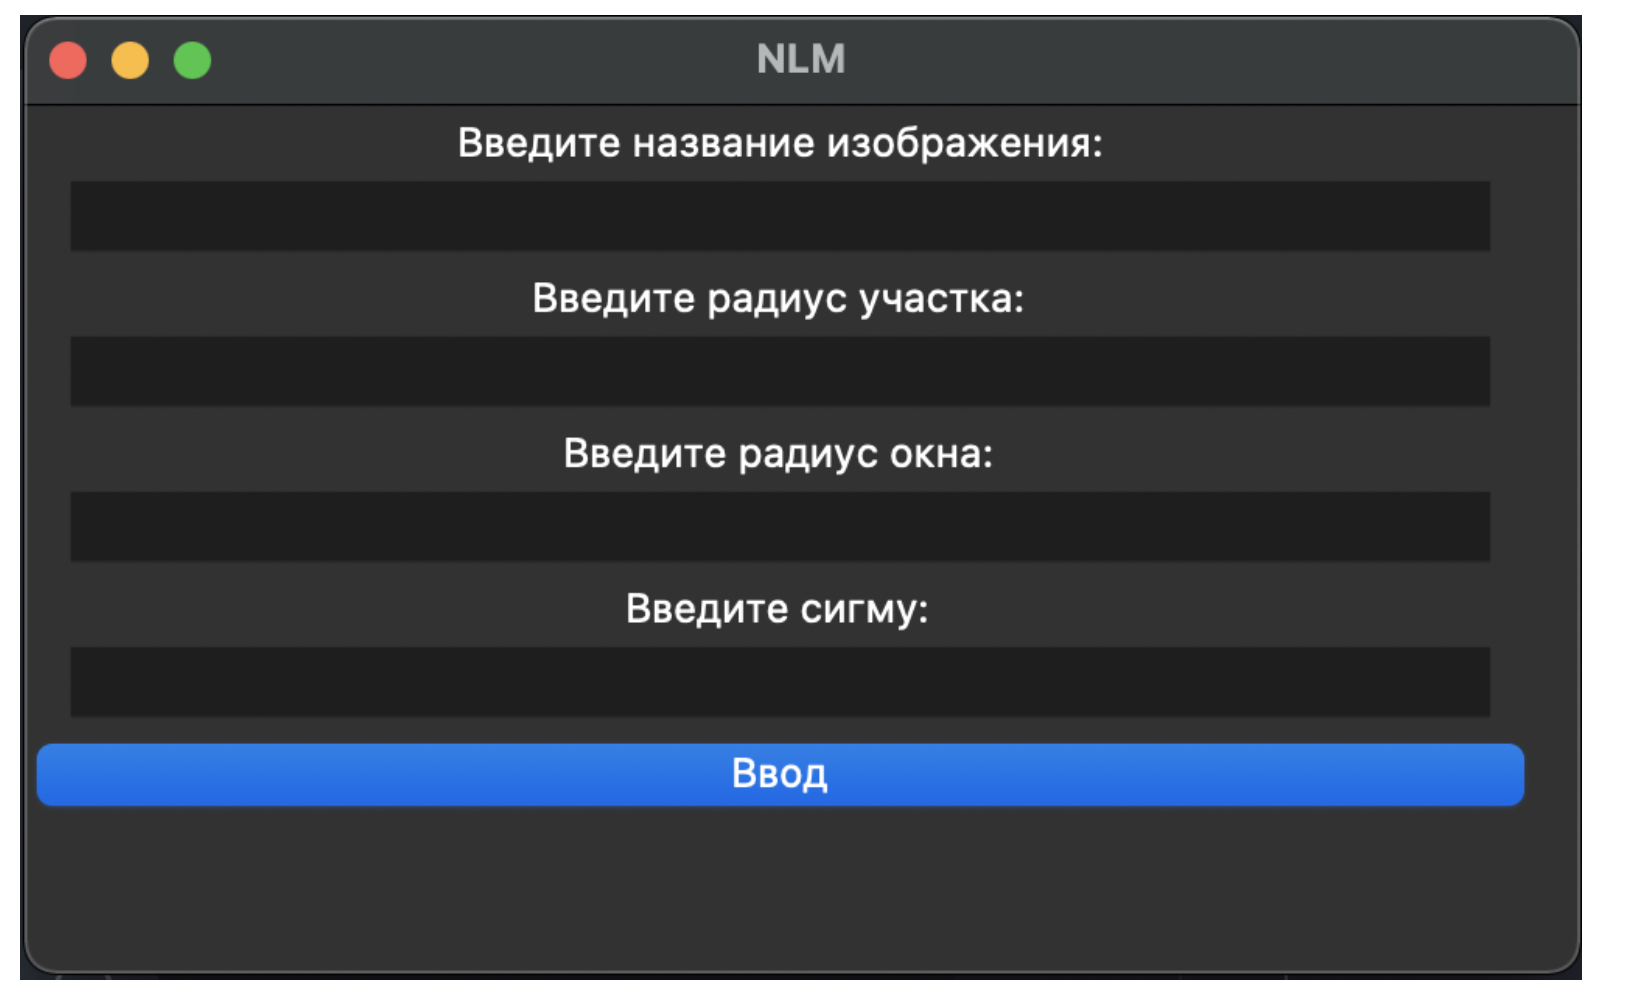 NLM
Введите название изображения:
Введите радиус участка:
Введите радиус окна:
Введите сигму:
Ввод